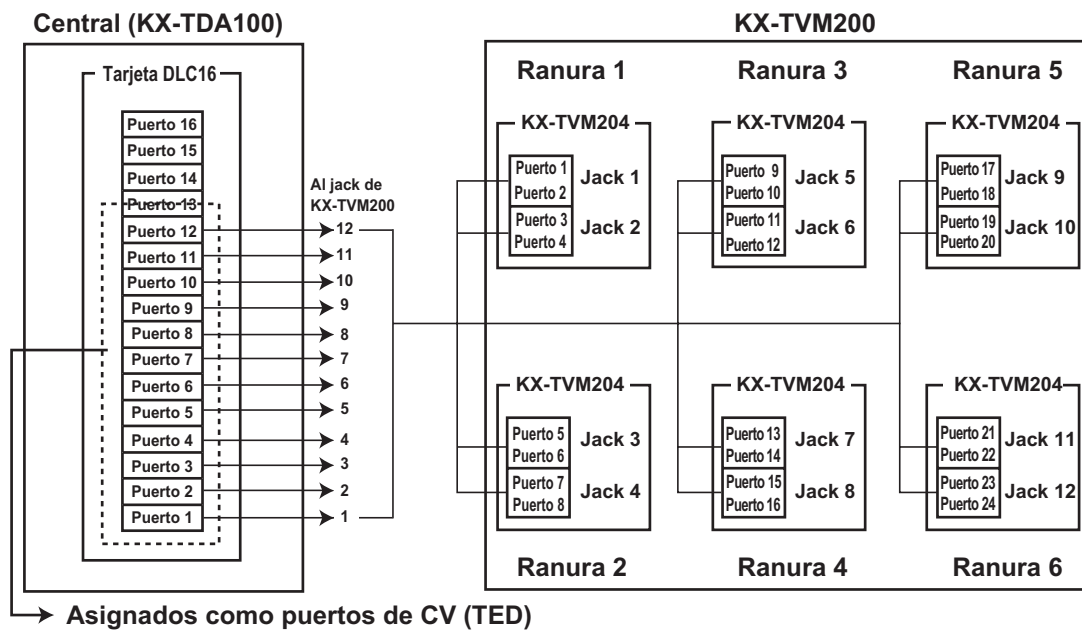 Central (KX-TDA100)
Tarjeta DLC16
Puerto 16
Puerto 15
Puerto 14
Puerto 13
Puerto 12
Puerto 11
Puerto 10
Puerto 9
Puerto 8
Puerto 7
Puerto 6
Puerto 5
Puerto 4
Puerto 3
Puerto 2
Puerto 1
Al jack de
KX-TVM200
12
11
10
9
8
7
6
5
4
3
2
1
Asignados como puertos de CV (TED)
KX-TVM200
Ranura 1
KX-TVM204
Puerto 1
Puerto 2
Jack 1
Puerto 3
Puerto 4
Jack 2
Ranura 3
KX-TVM204
Puerto 9
Puerto 10
Jack 5
Puerto 11
Puerto 12
Jack 6
Ranura 5
KX-TVM204
Puerto 17
Puerto 18
Jack 9
Puerto 19
Puerto 20
Jack 10
KX-TVM204
Puerto 5
Puerto 6
Jack 3
Puerto 7
Puerto 8
Jack 4
Ranura 2
KX-TVM204
Puerto 13
Puerto 14
Jack 7
Puerto 15
Puerto 16
Jack 8
Ranura 4
KX-TVM204
Puerto 21
Puerto 22
Jack 11
Puerto 23
Puerto 24
Jack 12
Ranura 6